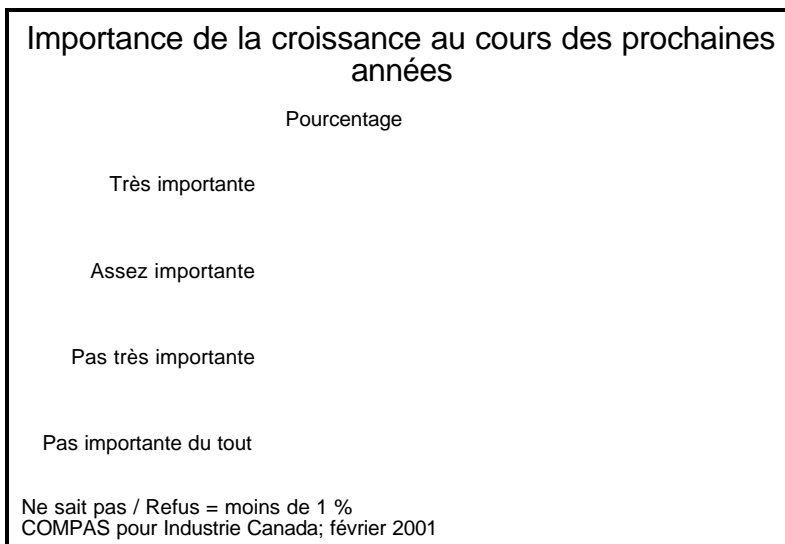 Importance de la croissance au cours des prochaines
années
Pourcentage
Très importante
Assez importante
Pas très importante
Pas importante du tout
Ne sait pas / Refus = moins de 1 %
COMPAS pour Industrie Canada; février 2001